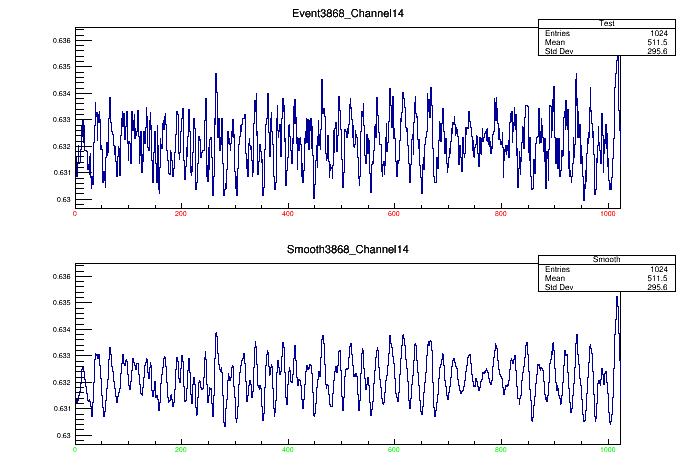 Event3868_Channel14
Test
Entries 1024
Mean 511.5
Std Dev 295.6
0.636
0.635
0.634
0.633
0.632
0.631
0.63
0 200 400 600 800 1000
Smooth3868_Channel14
Smooth
Entries 1024
Mean 511.5
Std Dev 295.6
0.636
0.635
0.634
0.633
0.632
0.631
0.63
0 200 400 600 800 1000